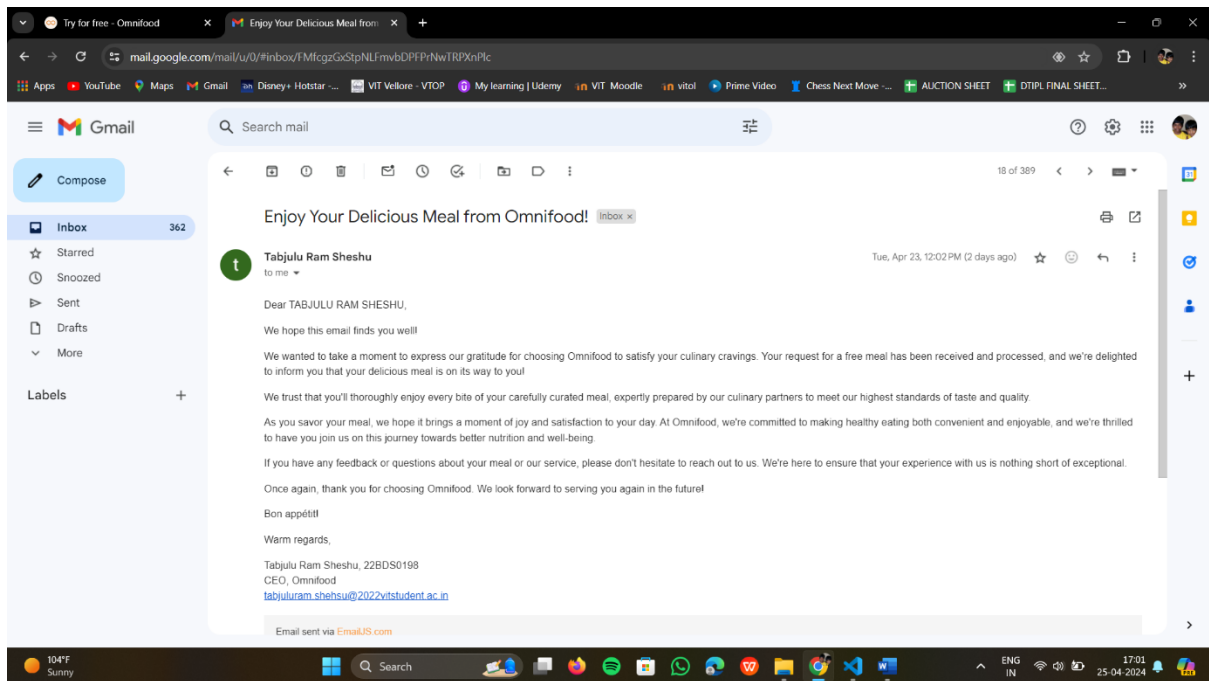 Try for free - Omnifood
Enjoy Your Delicious Meal from
mail.google.com/mail/u/0/#inbox/FMfcgzGxStpNLFmvbDPFPrNwTRPXnPlc
Apps YouTube Maps Gmail Disney+ Hotstar -... VIT Vellore - VTOP My learning | Udemy VIT Moodle vitol Prime Video Chess Next Move -... AUCTION SHEET DTIPL FINAL SHEET...
Gmail
Search mail
Compose
18 of 389
Inbox 362
Starred
Snoozed
Sent
Drafts
More
Labels
Enjoy Your Delicious Meal from Omnifood! Inbox ×
t
Tabjulu Ram Sheshu
Tue, Apr 23, 12:02 PM (2 days ago)
to me
Dear TABJULU RAM SHESHU,
We hope this email finds you well!
We wanted to take a moment to express our gratitude for choosing Omnifood to satisfy your culinary cravings. Your request for a free meal has been received and processed, and we're delighted
to inform you that your delicious meal is on its way to you!
We trust that you'll thoroughly enjoy every bite of your carefully curated meal, expertly prepared by our culinary partners to meet our highest standards of taste and quality.
As you savor your meal, we hope it brings a moment of joy and satisfaction to your day. At Omnifood, we're committed to making healthy eating both convenient and enjoyable, and we're thrilled
to have you join us on this journey towards better nutrition and well-being.
If you have any feedback or questions about your meal or our service, please don't hesitate to reach out to us. We're here to ensure that your experience with us is nothing short of exceptional.
Once again, thank you for choosing Omnifood. We look forward to serving you again in the future!
Bon appétit!
Warm regards,
Tabjulu Ram Sheshu, 22BDS0198
CEO, Omnifood
tabjuluram.shehsu@2022vitstudent.ac.in
Email sent via EmailJS.com
104°F
Sunny
Search
ENG
IN
17:01
25-04-2024